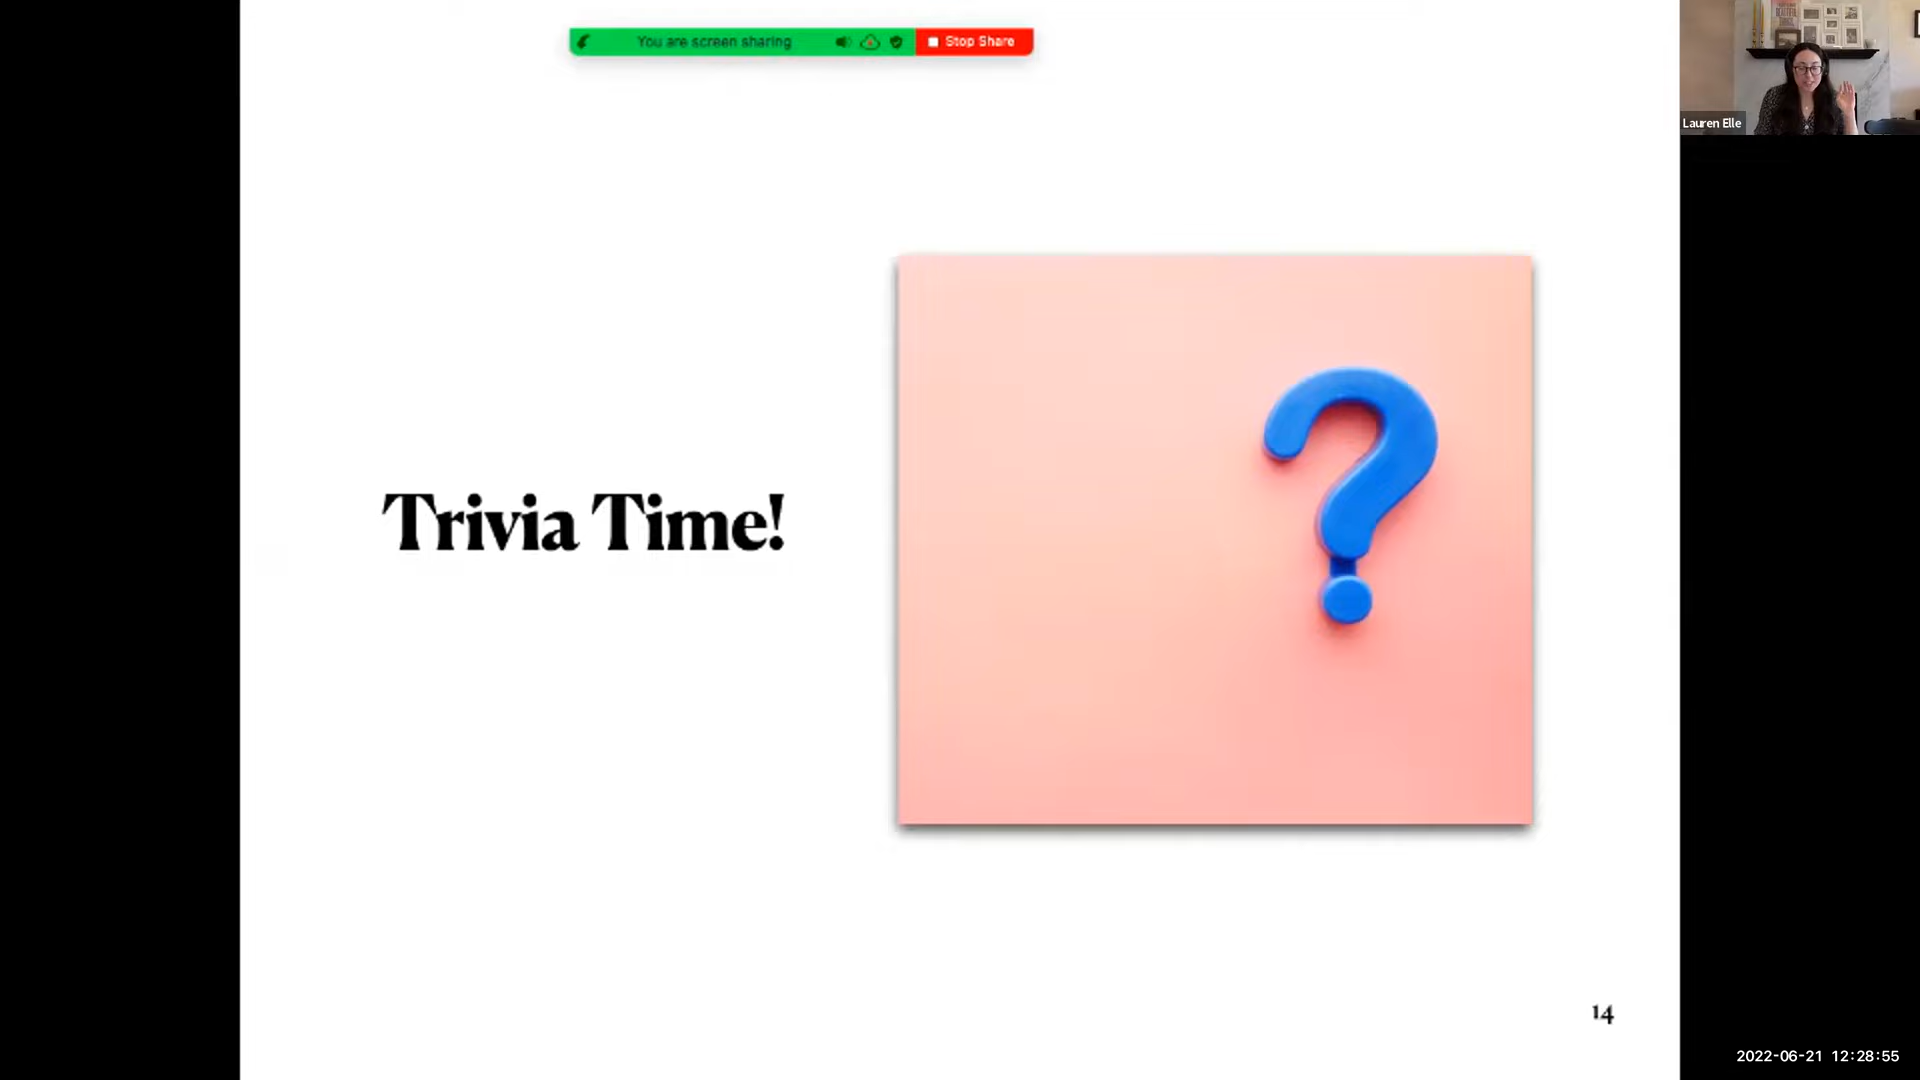 You are screen sharing
Stop Share
Lauren Elle
Trivia Time!
?
14
2022-06-21 12:28:55